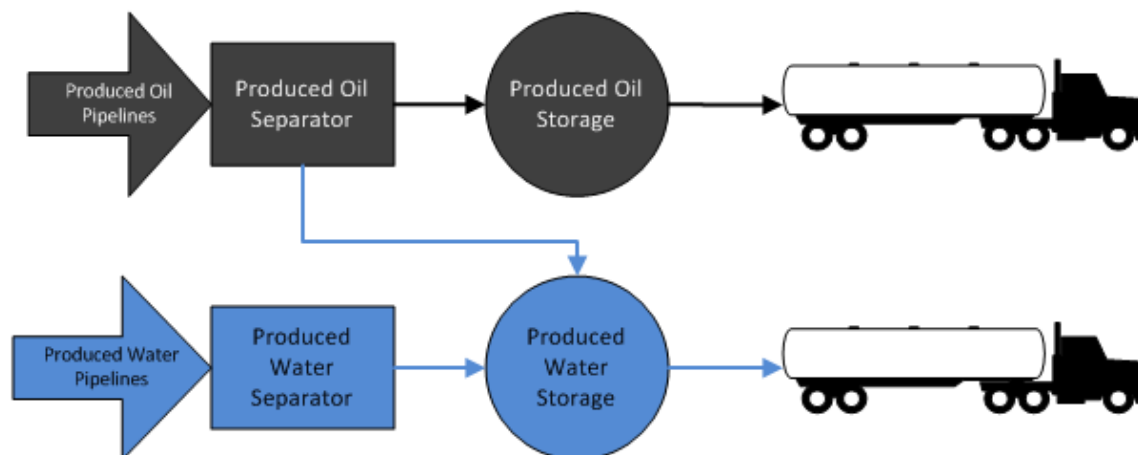 Produced Oil
Pipelines
Produced Oil
Separator
Produced Oil
Storage
Produced Water
Pipelines
Produced
Water
Separator
Produced
Water
Storage